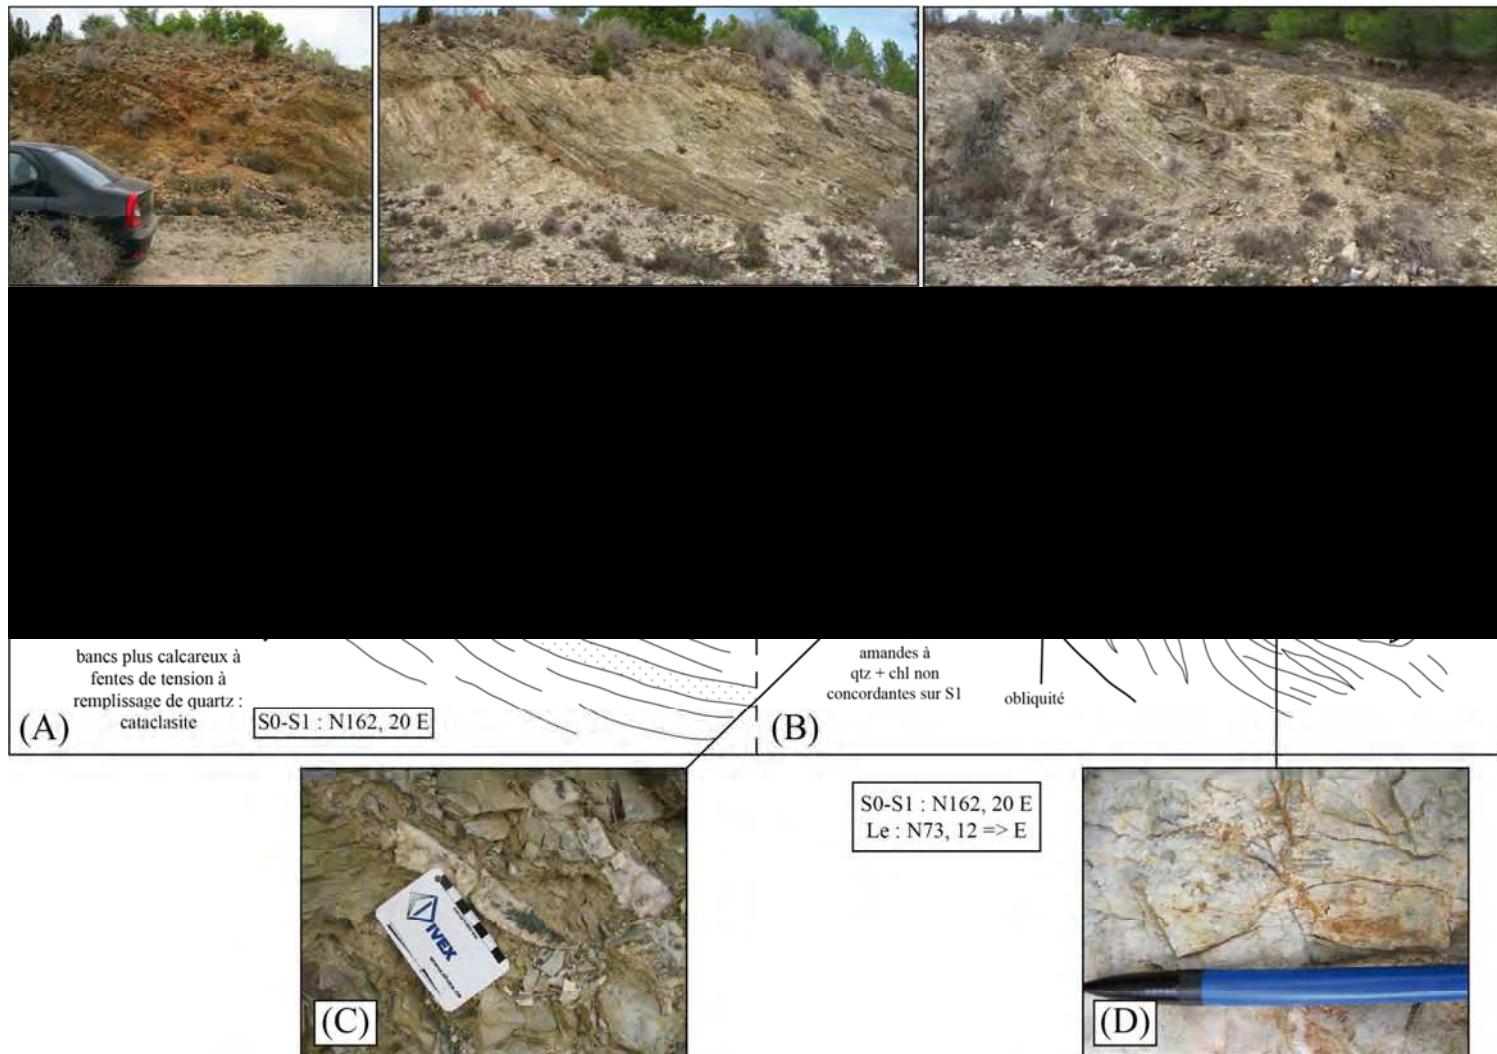 bancs plus calcareux à
fentes de tension à
remplissage de quartz :
cataclasite
(A)
S0-S1 : N162, 20 E
amandes à
qtz + chl non
concordantes sur S1
obliquité
(B)
S0-S1 : N162, 20 E
Le : N73, 12 => E
IVEX
(C)
(D)